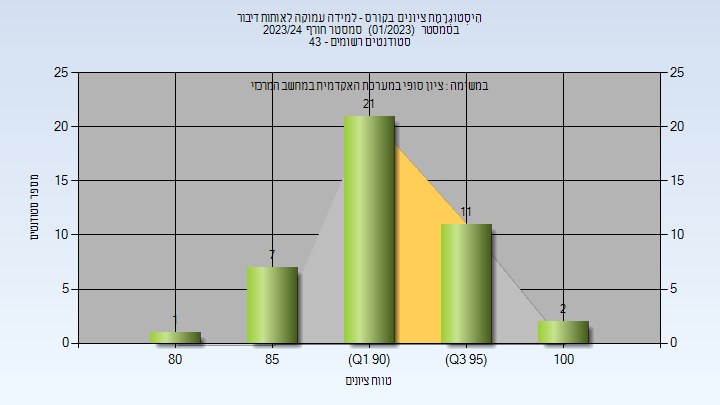 הִיסְטוֹגְרָמַת ציונים בקורס - למידה עמוקה לאותות דיבור
בסמסטר (01/2023) סמסטר חורף 2023/24
סטודנטים רשומים - 43
במשימה : ציון סופי במערכת האקדמית במחשב המרכזי
25 25
20 20
15 15
10 10
5 5
0 0
1 7 21 11 2
80 85 (Q1 90) (Q3 95) 100
מספר סטודנטים
טווח ציונים